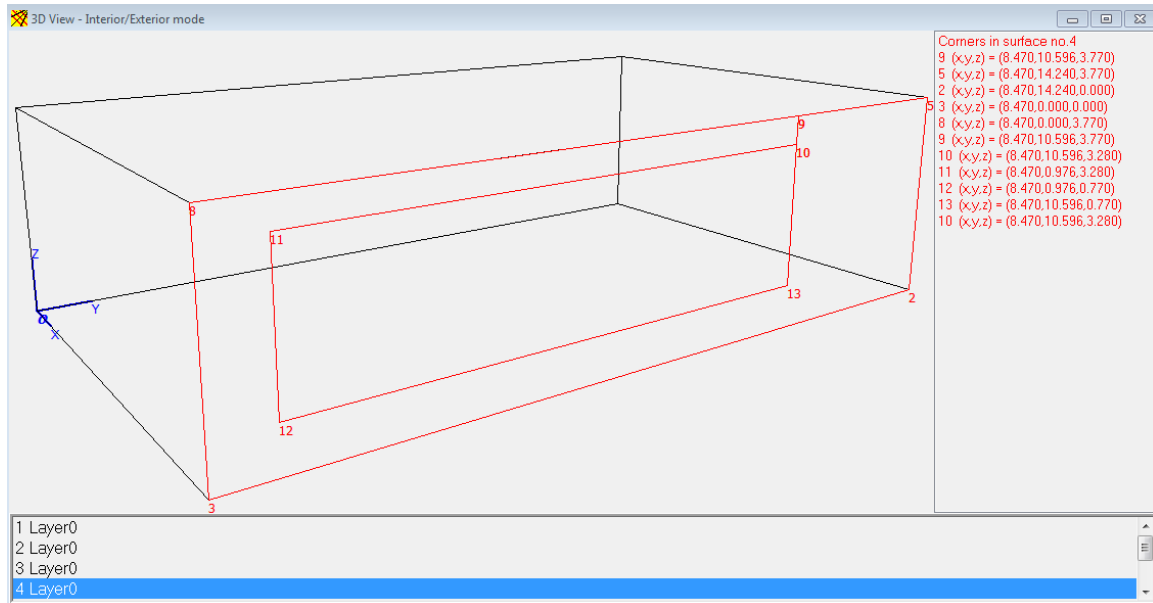 3D View - Interior/Exterior mode
Corners in surface no.4
9 (x,y,z) = (8.470,10.596,3.770)
5 (x,y,z) = (8.470,14.240,3.770)
2 (x,y,z) = (8.470,14.240,0.000)
3 (x,y,z) = (8.470,0.000,0.000)
8 (x,y,z) = (8.470,0.000,3.770)
9 (x,y,z) = (8.470,10.596,3.770)
10 (x,y,z) = (8.470,10.596,3.280)
11 (x,y,z) = (8.470,0.976,3.280)
12 (x,y,z) = (8.470,0.976,0.770)
13 (x,y,z) = (8.470,10.596,0.770)
10 (x,y,z) = (8.470,10.596,3.280)
5
9
10
8
11
Z
13
2
Y
O
X
12
3
1 Layer0
2 Layer0
3 Layer0
4 Layer0